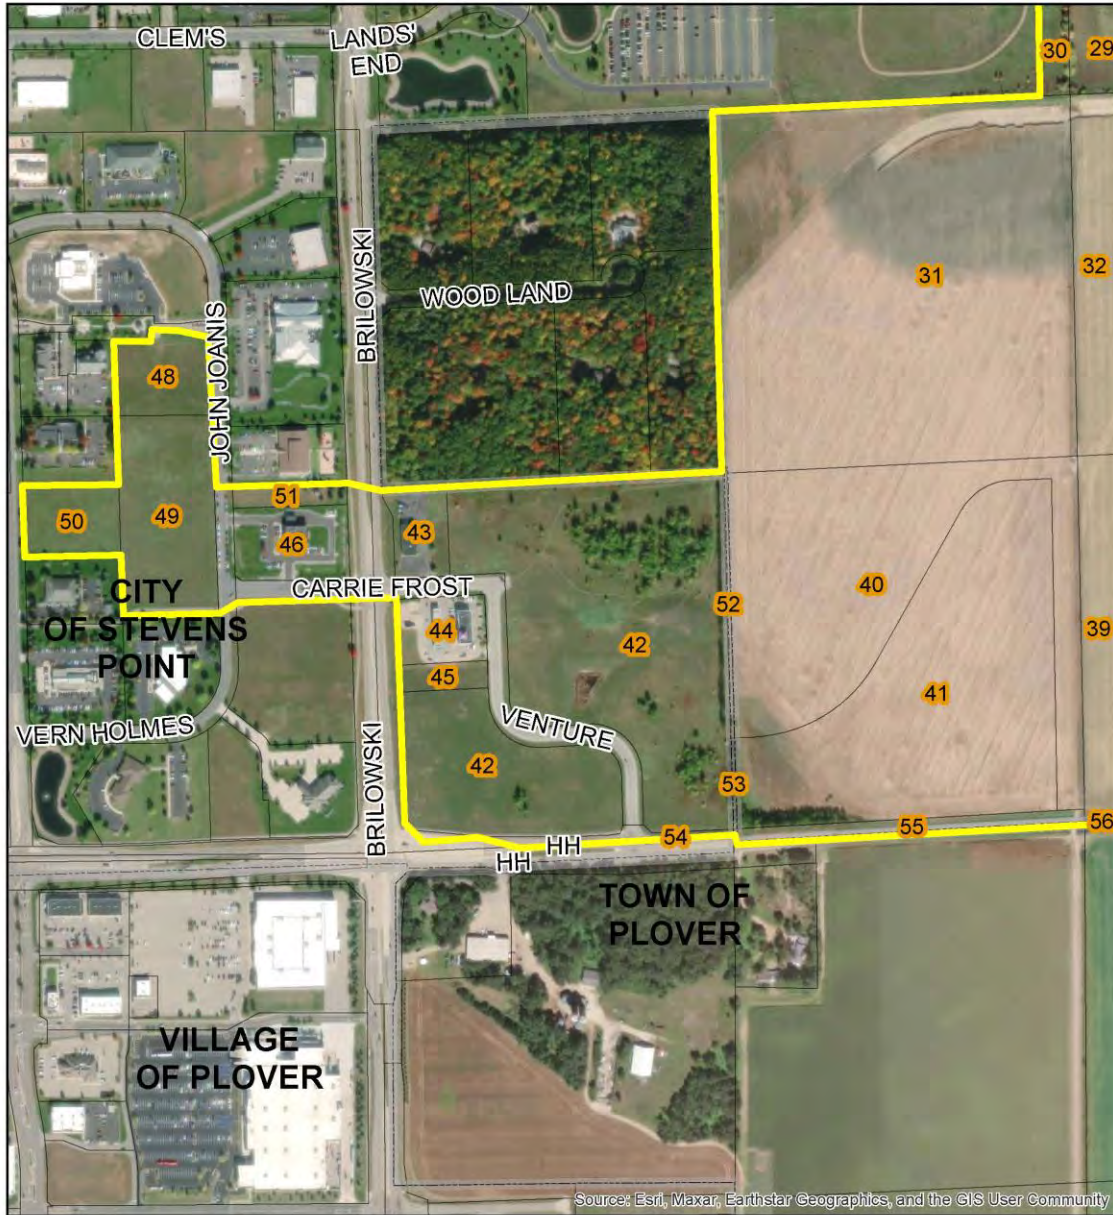 CLEM'S
LANDS'
END
30
29
31
32
WOOD LAND
BRILOWSKI
JOHN JOANIS
48
51
43
50
49
46
CARRIE FROST
40
52
CITY
OF STEVENS
POINT
44
42
39
45
41
VERN HOLMES
VENTURE
BRILOWSKI
42
53
HH
HH
54
55
56
TOWN OF
PLOVER
VILLAGE
OF PLOVER
Source: Esri, Maxar, Earthstar Geographics, and the GIS User Community